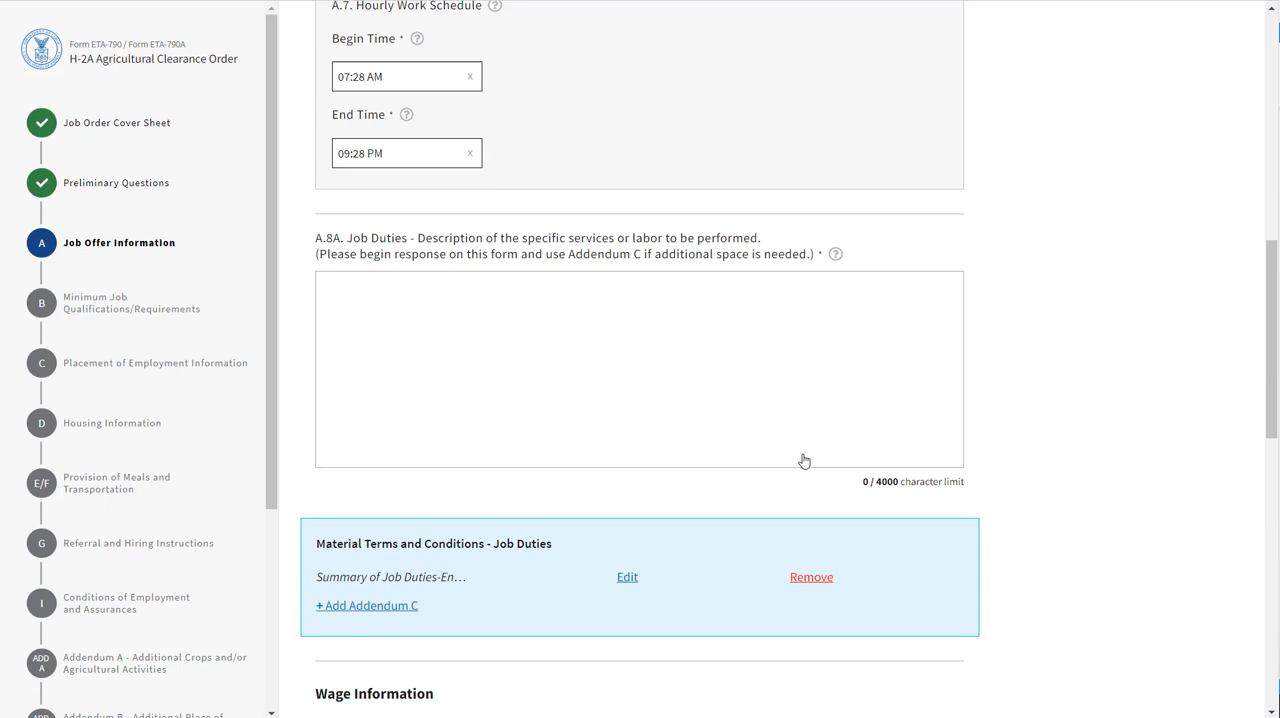 Form ETA-790 / Form ETA-790A
H-2A Agricultural Clearance Order
Job Order Cover Sheet
Preliminary Questions
A
Job Offer Information
B
Minimum Job
Qualifications/Requirements
C
Placement of Employment Information
D
Housing Information
E/F
Provision of Meals and
Transportation
G
Referral and Hiring Instructions
I
Conditions of Employment
and Assurances
ADD
A
Addendum A - Additional Crops and/or
Agricultural Activities
ADD
Addendum B - Additional Place of
A.7. Hourly Work Schedule ?
Begin Time * ?
07:28 AM x
End Time * ?
09:28 PM x
A.8A. Job Duties - Description of the specific services or labor to be performed.
(Please begin response on this form and use Addendum C if additional space is needed.) * ?
0 / 4000 character limit
Material Terms and Conditions - Job Duties
Summary of Job Duties-En… Edit Remove
+ Add Addendum C
Wage Information